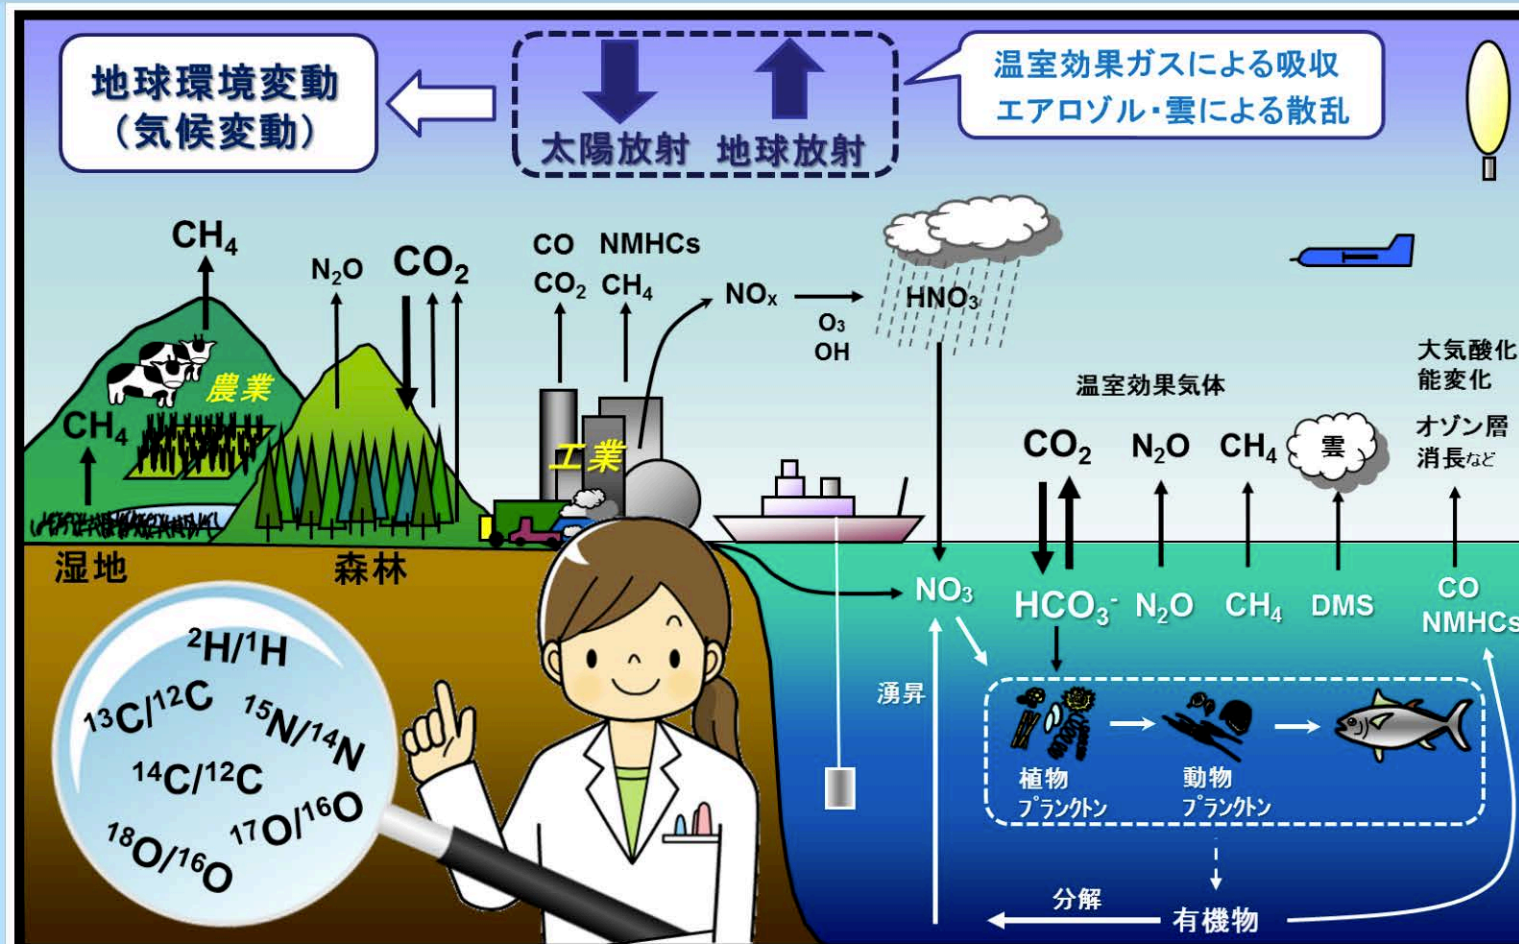 地球環境変動
（気候変動）
太陽放射
地球放射
温室効果ガスによる吸収
エアロゾル・雲による散乱
CH₄
N₂O
CO₂
CO
CO₂
NMHCs
CH₄
NOₓ
O₃
OH
HNO₃
農業
CH₄
工業
湿地
森林
温室効果気体
CO₂
N₂O
CH₄
雲
大気酸化
能変化
オゾン層
消長など
NO₃
HCO₃⁻
N₂O
CH₄
DMS
CO
NMHCs
湧昇
植物
プランクトン
動物
プランクトン
分解
有機物
²H/¹H
¹³C/¹²C
¹⁵N/¹⁴N
¹⁴C/¹²C
¹⁷O/¹⁶O
¹⁸O/¹⁶O